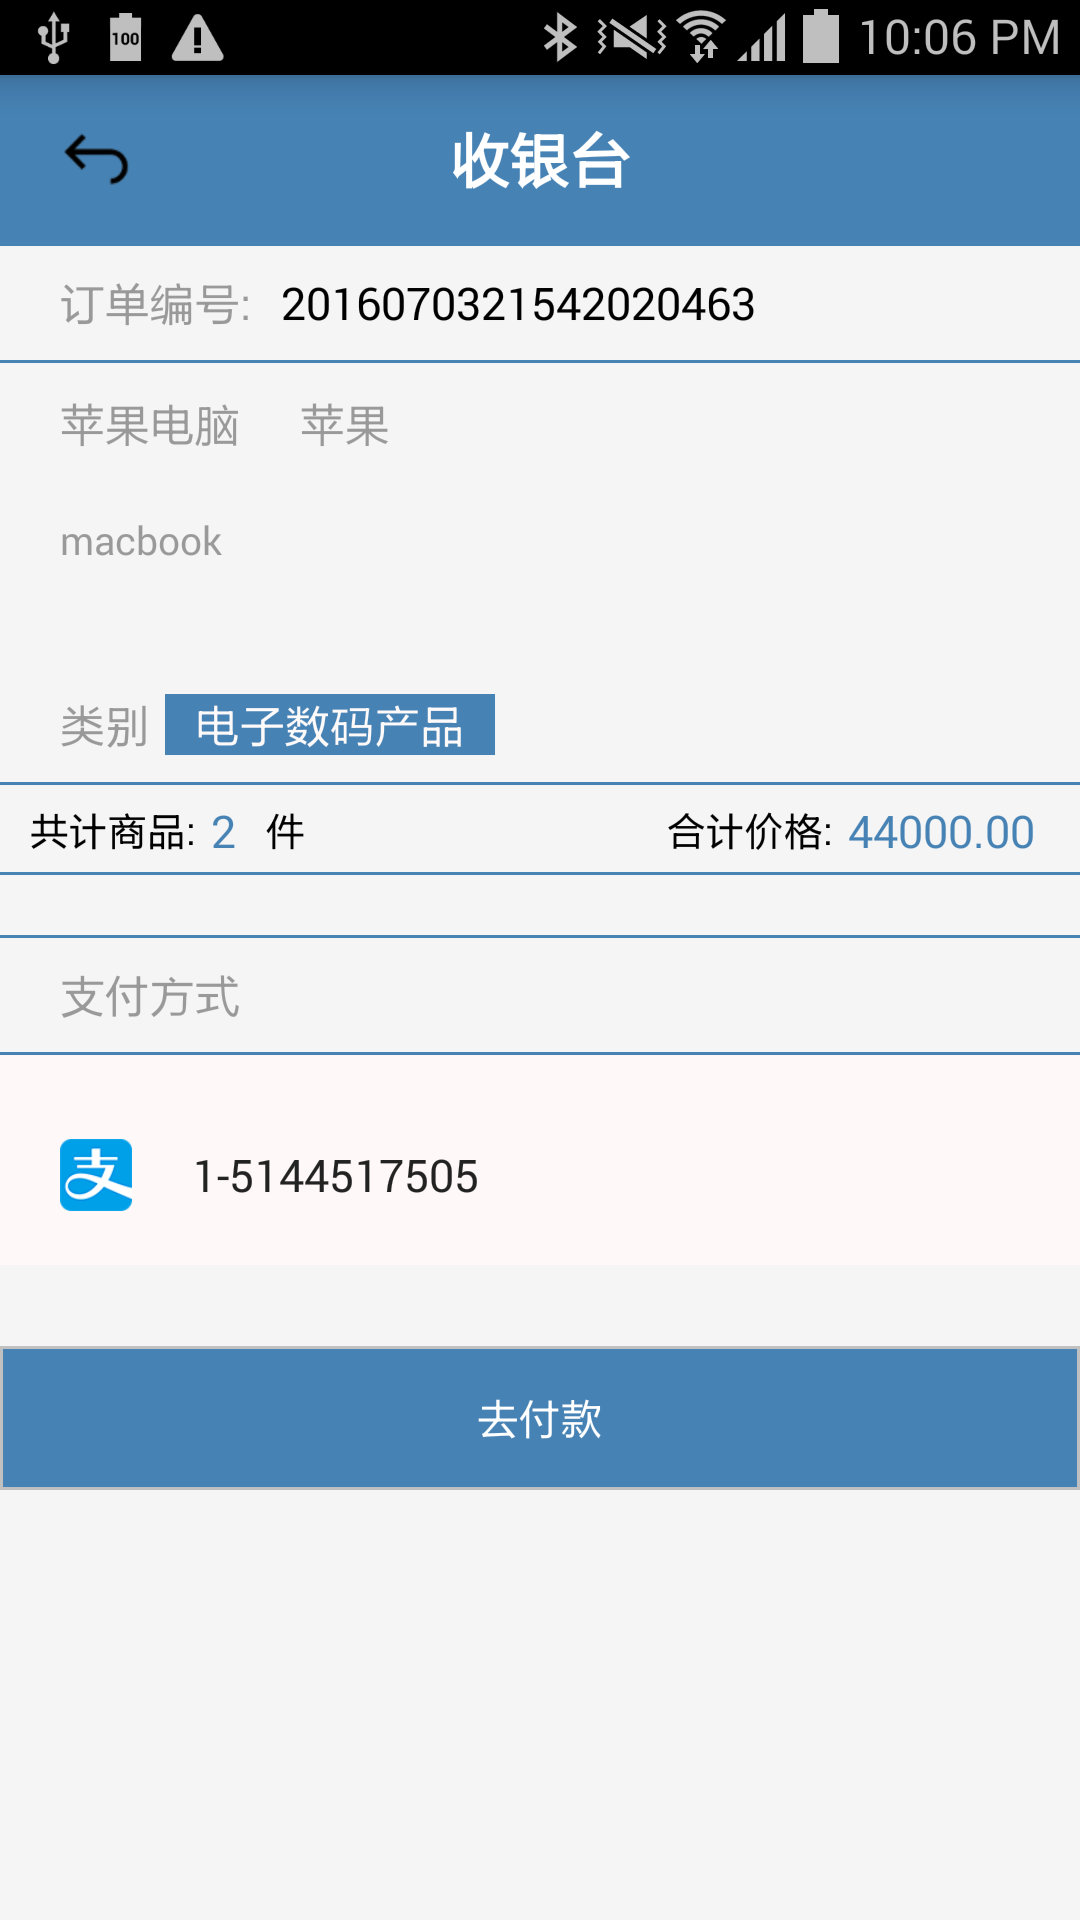 100 10:06 PM
收银台
订单编号: 2016070321542020463
苹果电脑 苹果
macbook
类别 电子数码产品
共计商品: 2 件 合计价格: 44000.00
支付方式
支 1-5144517505
去付款